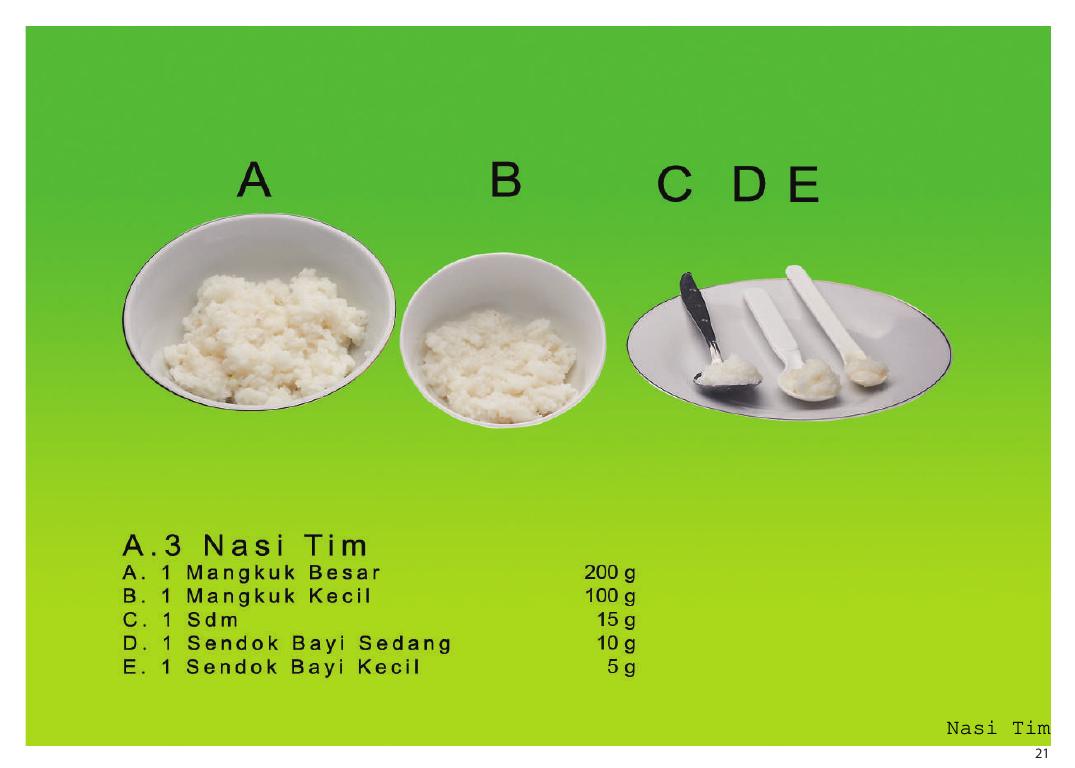 A B C D E
A.3 Nasi Tim
A. 1 Mangkuk Besar 200 g
B. 1 Mangkuk Kecil 100 g
C. 1 Sdm 15 g
D. 1 Sendok Bayi Sedang 10 g
E. 1 Sendok Bayi Kecil 5 g
Nasi Tim
21